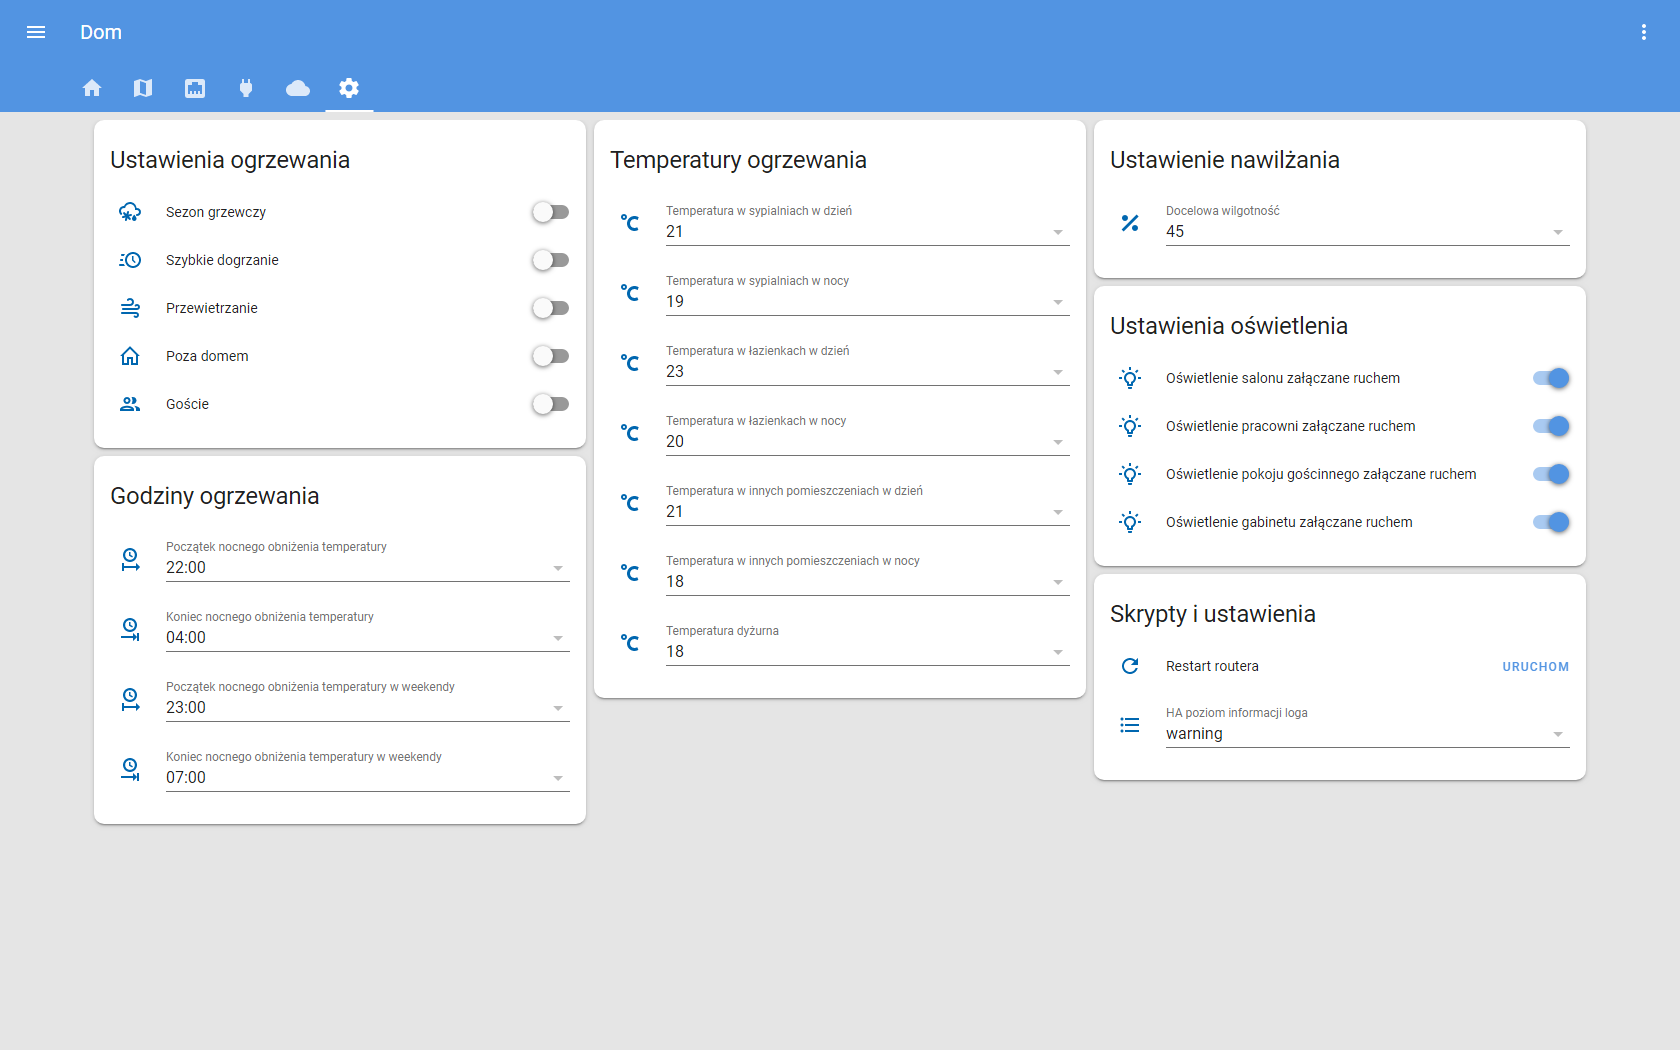 Dom
Ustawienia ogrzewania
Sezon grzewczy
Szybkie dogrzanie
Przewietrzanie
Poza domem
Goście
Godziny ogrzewania
Początek nocnego obniżenia temperatury
22:00
Koniec nocnego obniżenia temperatury
04:00
Początek nocnego obniżenia temperatury w weekendy
23:00
Koniec nocnego obniżenia temperatury w weekendy
07:00
Temperatury ogrzewania
°C Temperatura w sypialniach w dzień
21
°C Temperatura w sypialniach w nocy
19
°C Temperatura w łazienkach w dzień
23
°C Temperatura w łazienkach w nocy
20
°C Temperatura w innych pomieszczeniach w dzień
21
°C Temperatura w innych pomieszczeniach w nocy
18
°C Temperatura dyżurna
18
Ustawienie nawilżania
% Docelowa wilgotność
45
Ustawienia oświetlenia
Oświetlenie salonu załączane ruchem
Oświetlenie pracowni załączane ruchem
Oświetlenie pokoju gościnnego załączane ruchem
Oświetlenie gabinetu załączane ruchem
Skrypty i ustawienia
Restart routera URUCHOM
HA poziom informacji loga
warning